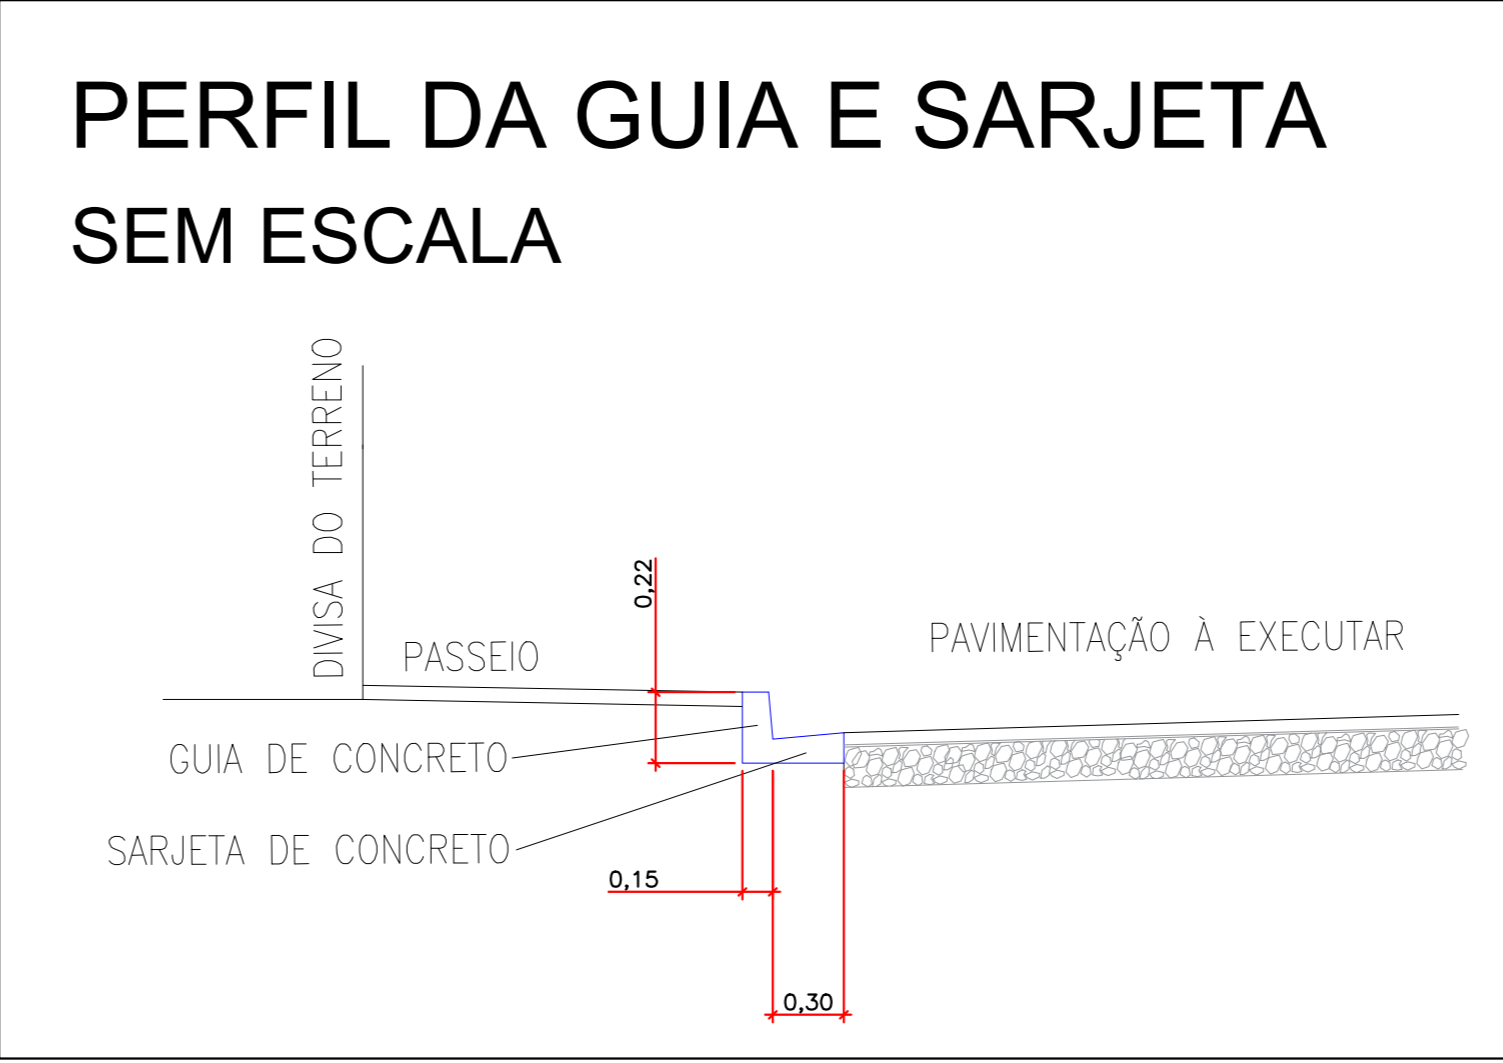 PERFIL DA GUIA E SARJETA
SEM ESCALA
DIVISA DO TERRENO
0,22
PAVIMENTAÇÃO À EXECUTAR
PASSEIO
GUIA DE CONCRETO
SARJETA DE CONCRETO
0,15
0,30